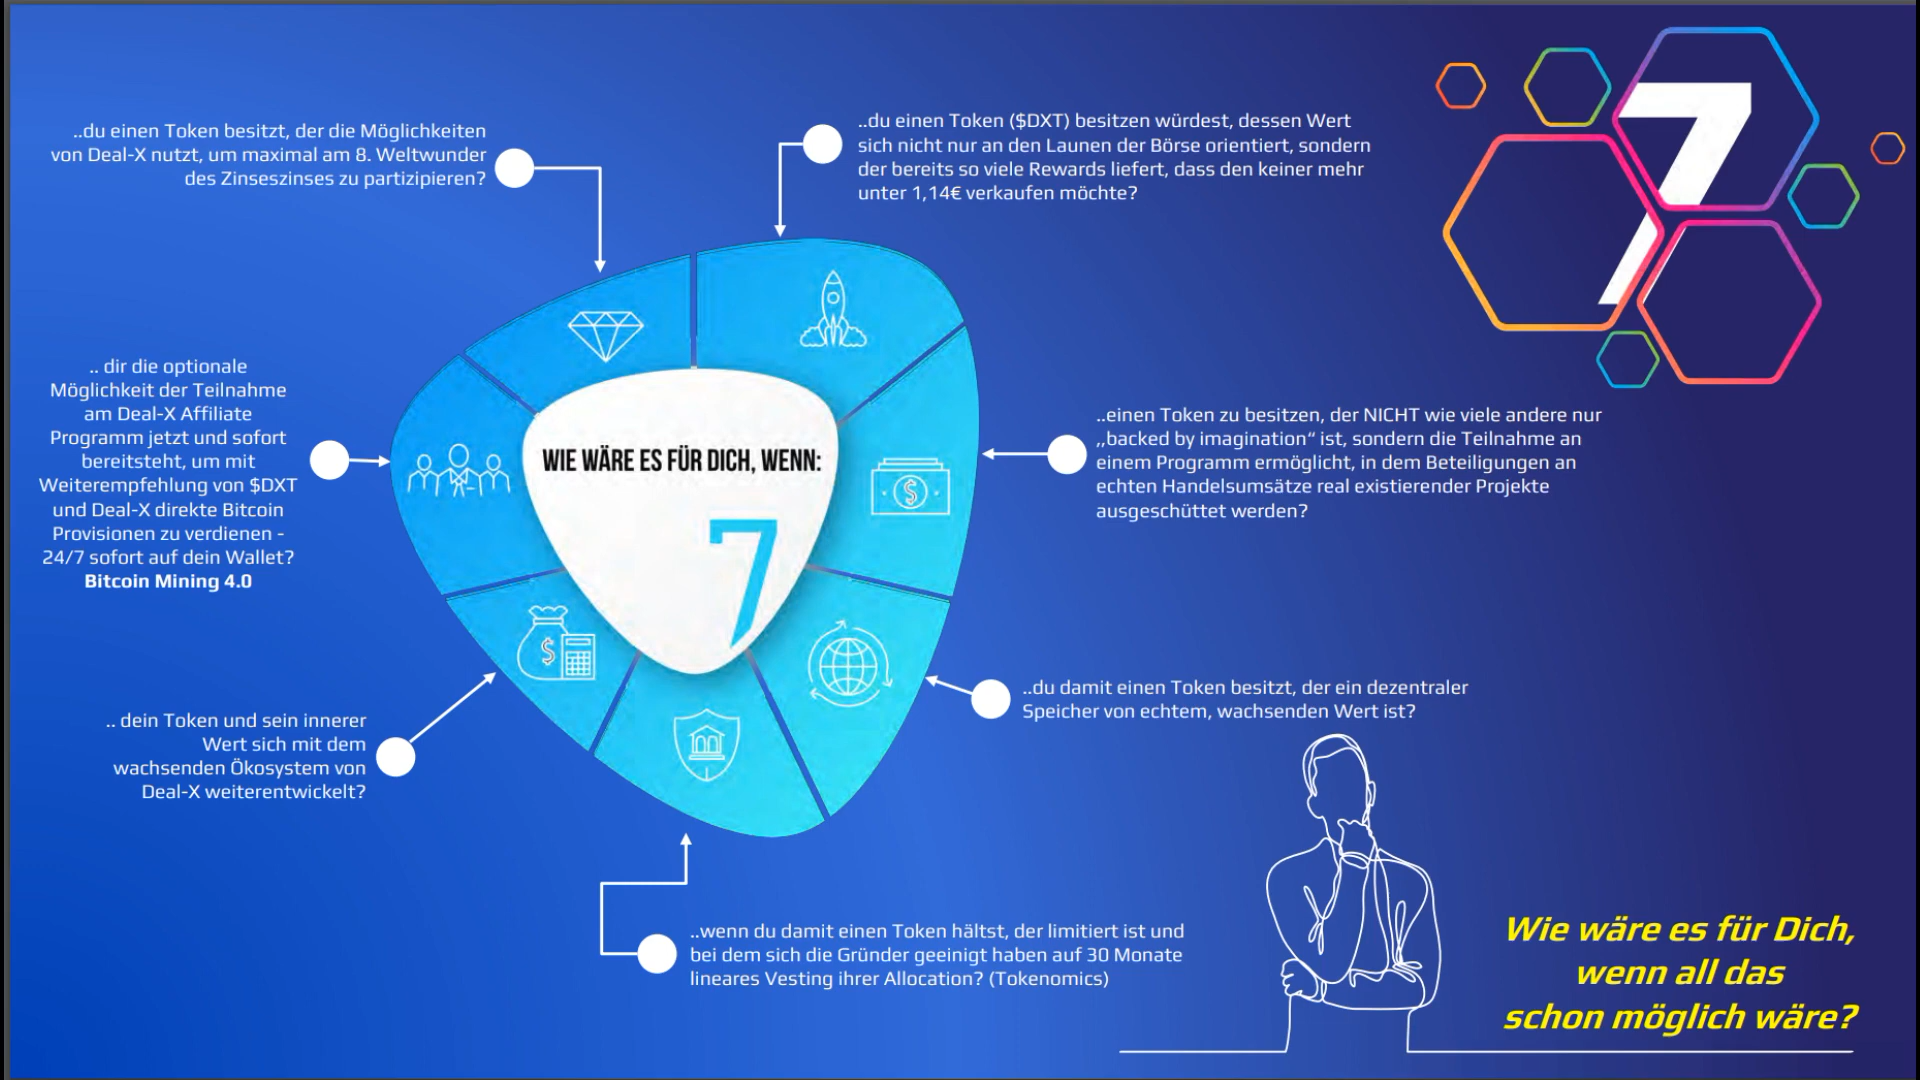 ..du einen Token besitzt, der die Möglichkeiten
von Deal-X nutzt, um maximal am 8. Weltwunder
des Zinseszinses zu partizipieren?
..du einen Token ($DXT) besitzen würdest, dessen Wert
sich nicht nur an den Launen der Börse orientiert, sondern
der bereits so viele Rewards liefert, dass den keiner mehr
unter 1,14€ verkaufen möchte?
7
.. dir die optionale
Möglichkeit der Teilnahme
am Deal-X Affiliate
Programm jetzt und sofort
bereitsteht, um mit
Weiterempfehlung von $DXT
und Deal-X direkte Bitcoin
Provisionen zu verdienen -
24/7 sofort auf dein Wallet?
Bitcoin Mining 4.0
WIE WÄRE ES FÜR DICH, WENN:
7
$
$
..einen Token zu besitzen, der NICHT wie viele andere nur
,,backed by imagination“ ist, sondern die Teilnahme an
einem Programm ermöglicht, in dem Beteiligungen an
echten Handelsumsätze real existierender Projekte
ausgeschüttet werden?
..du damit einen Token besitzt, der ein dezentraler
Speicher von echtem, wachsenden Wert ist?
.. dein Token und sein innerer
Wert sich mit dem
wachsenden Ökosystem von
Deal-X weiterentwickelt?
..wenn du damit einen Token hältst, der limitiert ist und
bei dem sich die Gründer geeinigt haben auf 30 Monate
lineares Vesting ihrer Allocation? (Tokenomics)
Wie wäre es für Dich,
wenn all das
schon möglich wäre?